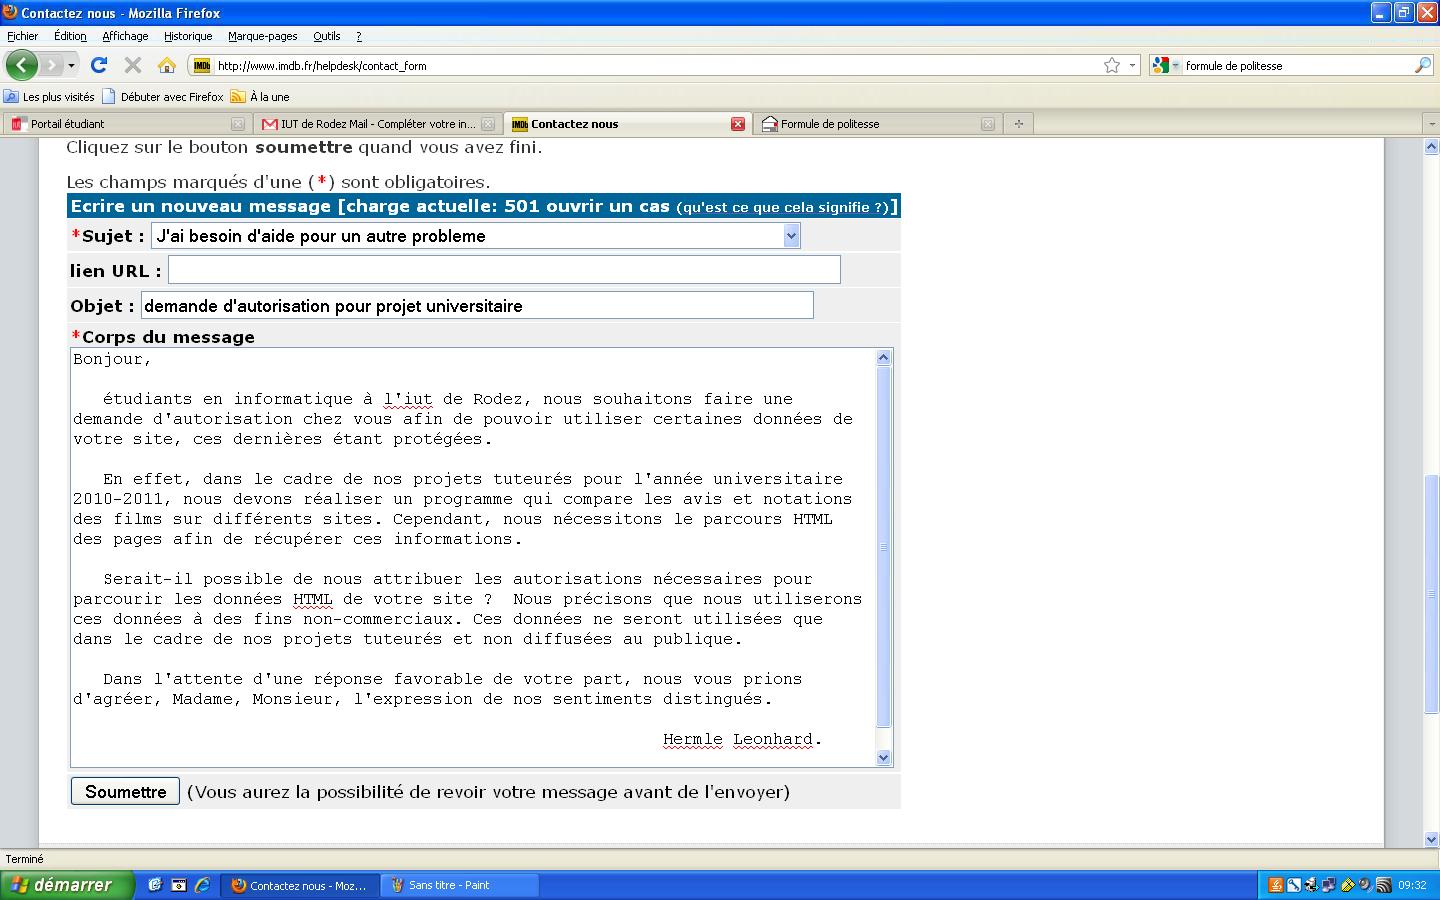 Contactez nous - Mozilla Firefox
Fichier Édition Affichage Historique Marque-pages Outils ?
IMDb http://www.imdb.fr/helpdesk/contact_form
formule de politesse
Les plus visités Débuter avec Firefox À la une
Portail étudiant
IUT de Rodez Mail - Compléter votre in...
IMDb Contactez nous
Formule de politesse
Cliquez sur le bouton soumettre quand vous avez fini.
Les champs marqués d'une (*) sont obligatoires.
Ecrire un nouveau message [charge actuelle: 501 ouvrir un cas (qu'est ce que cela signifie ?)]
*Sujet : J'ai besoin d'aide pour un autre probleme
lien URL :
Objet : demande d'autorisation pour projet universitaire
*Corps du message
Bonjour,
étudiants en informatique à l'iut de Rodez, nous souhaitons faire une
demande d'autorisation chez vous afin de pouvoir utiliser certaines données de
votre site, ces dernières étant protégées.
En effet, dans le cadre de nos projets tuteurés pour l'année universitaire
2010-2011, nous devons réaliser un programme qui compare les avis et notations
des films sur différents sites. Cependant, nous nécessitons le parcours HTML
des pages afin de récupérer ces informations.
Serait-il possible de nous attribuer les autorisations nécessaires pour
parcourir les données HTML de votre site ?  Nous précisons que nous utiliserons
ces données à des fins non-commerciaux. Ces données ne seront utilisées que
dans le cadre de nos projets tuteurés et non diffusées au publique.
Dans l'attente d'une réponse favorable de votre part, nous vous prions
d'agréer, Madame, Monsieur, l'expression de nos sentiments distingués.
Hermle Leonhard.
Soumettre (Vous aurez la possibilité de revoir votre message avant de l'envoyer)
Terminé
démarrer
Contactez nous - Moz...
Sans titre - Paint
09:32